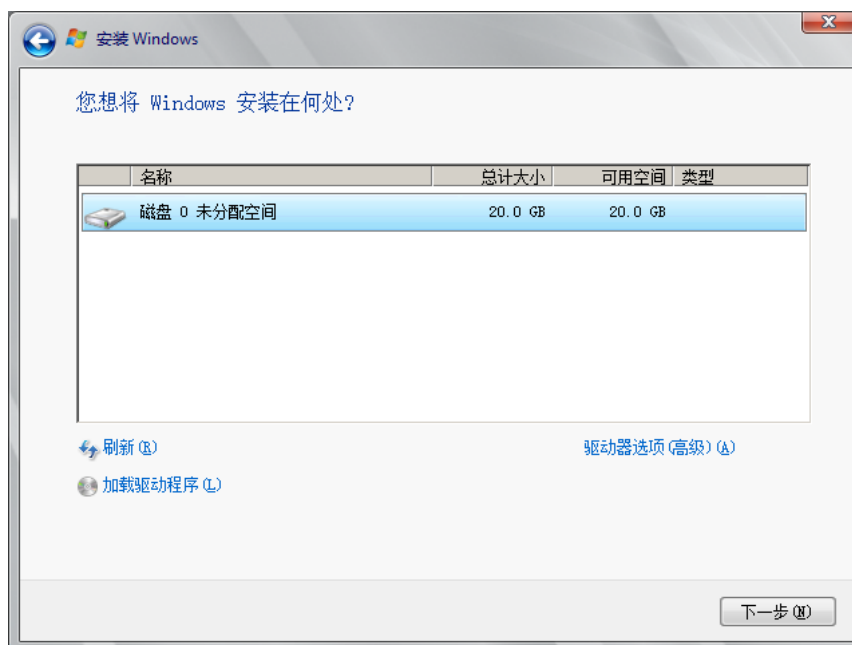 安装 Windows
您想将 Windows 安装在何处?
名称 总计大小 可用空间 类型
磁盘 0 未分配空间 20.0 GB 20.0 GB
刷新(R) 驱动器选项(高级)(A)
加载驱动程序(L)
下一步(N)